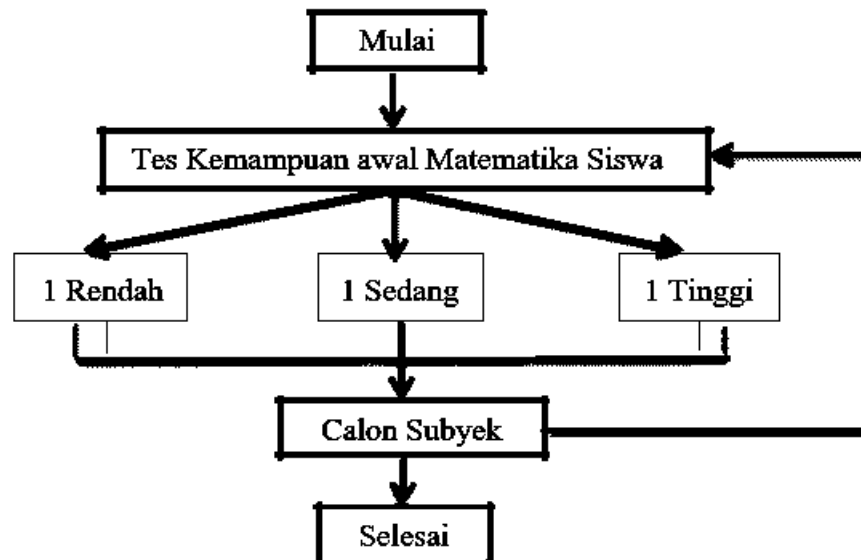 Mulai
Tes Kemampuan awal Matematika Siswa
1 Rendah
1 Sedang
1 Tinggi
Calon Subyek
Selesai